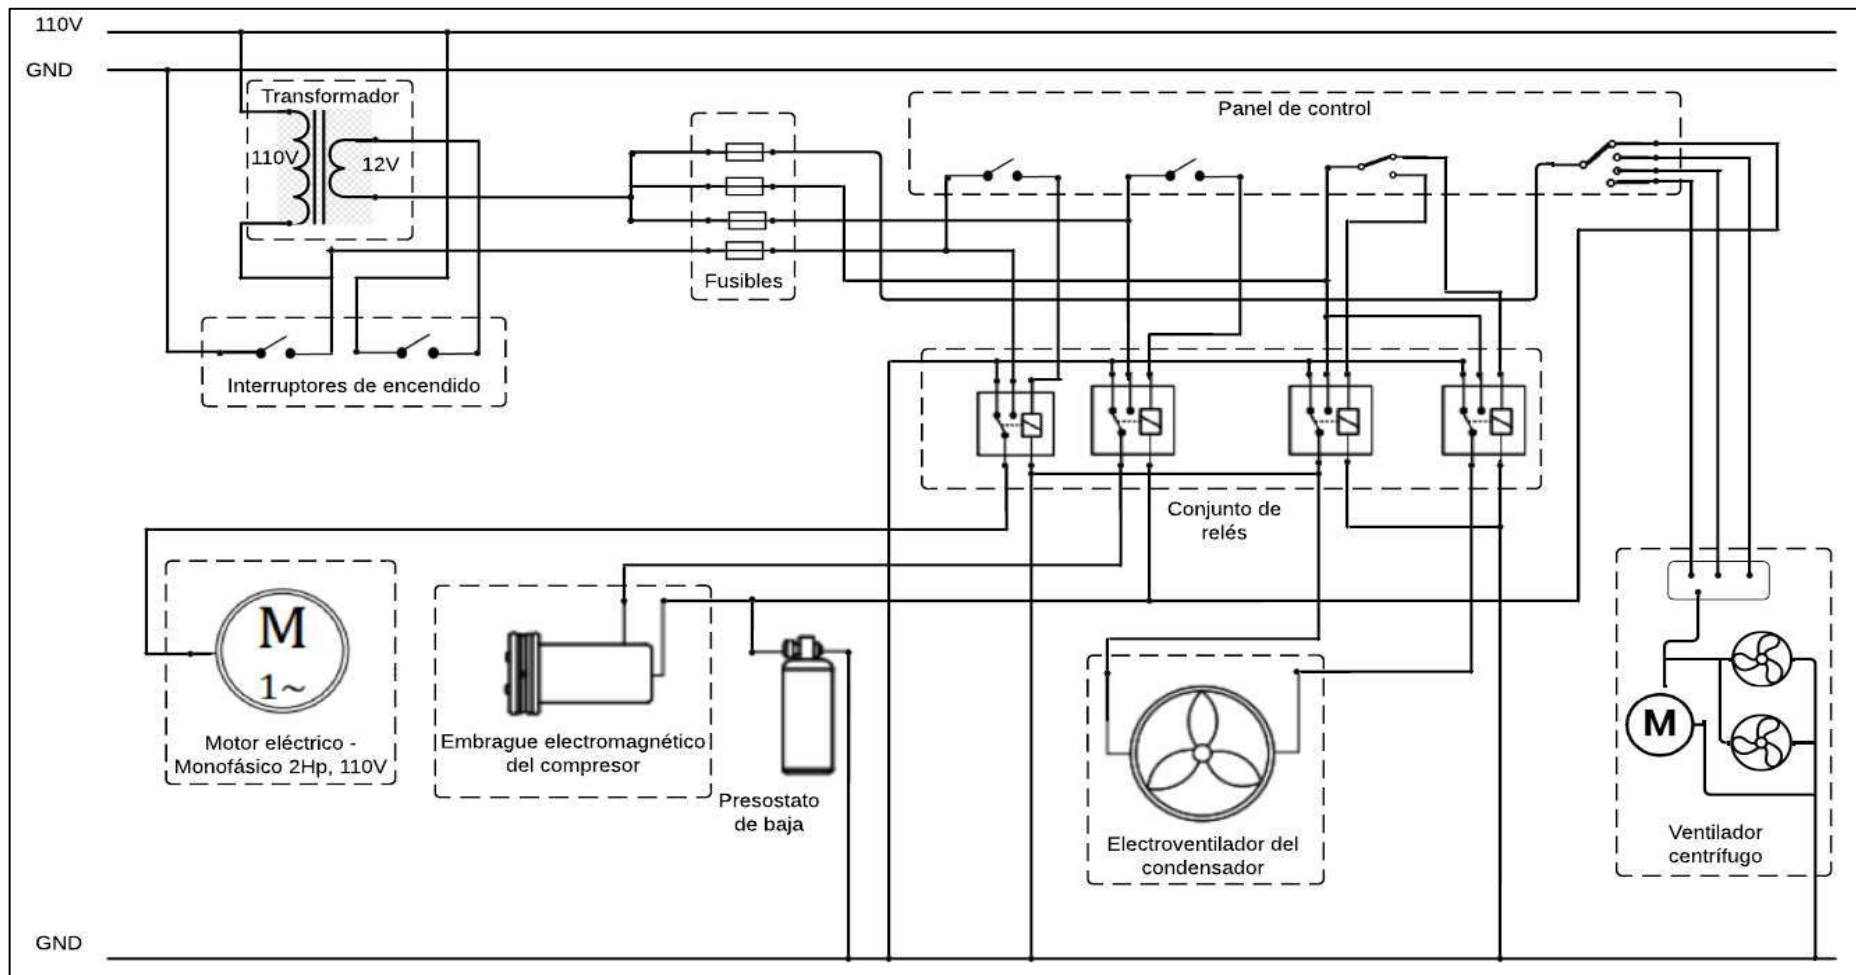 110V
GND
Transformador
110V
12V
Fusibles
Panel de control
Interruptores de encendido
Conjunto de
relés
M
1~
Motor eléctrico -
Monofásico 2Hp, 110V
Embrague electromagnético
del compresor
Presostato
de baja
Electroventilador del
condensador
M
Ventilador
centrífugo
GND